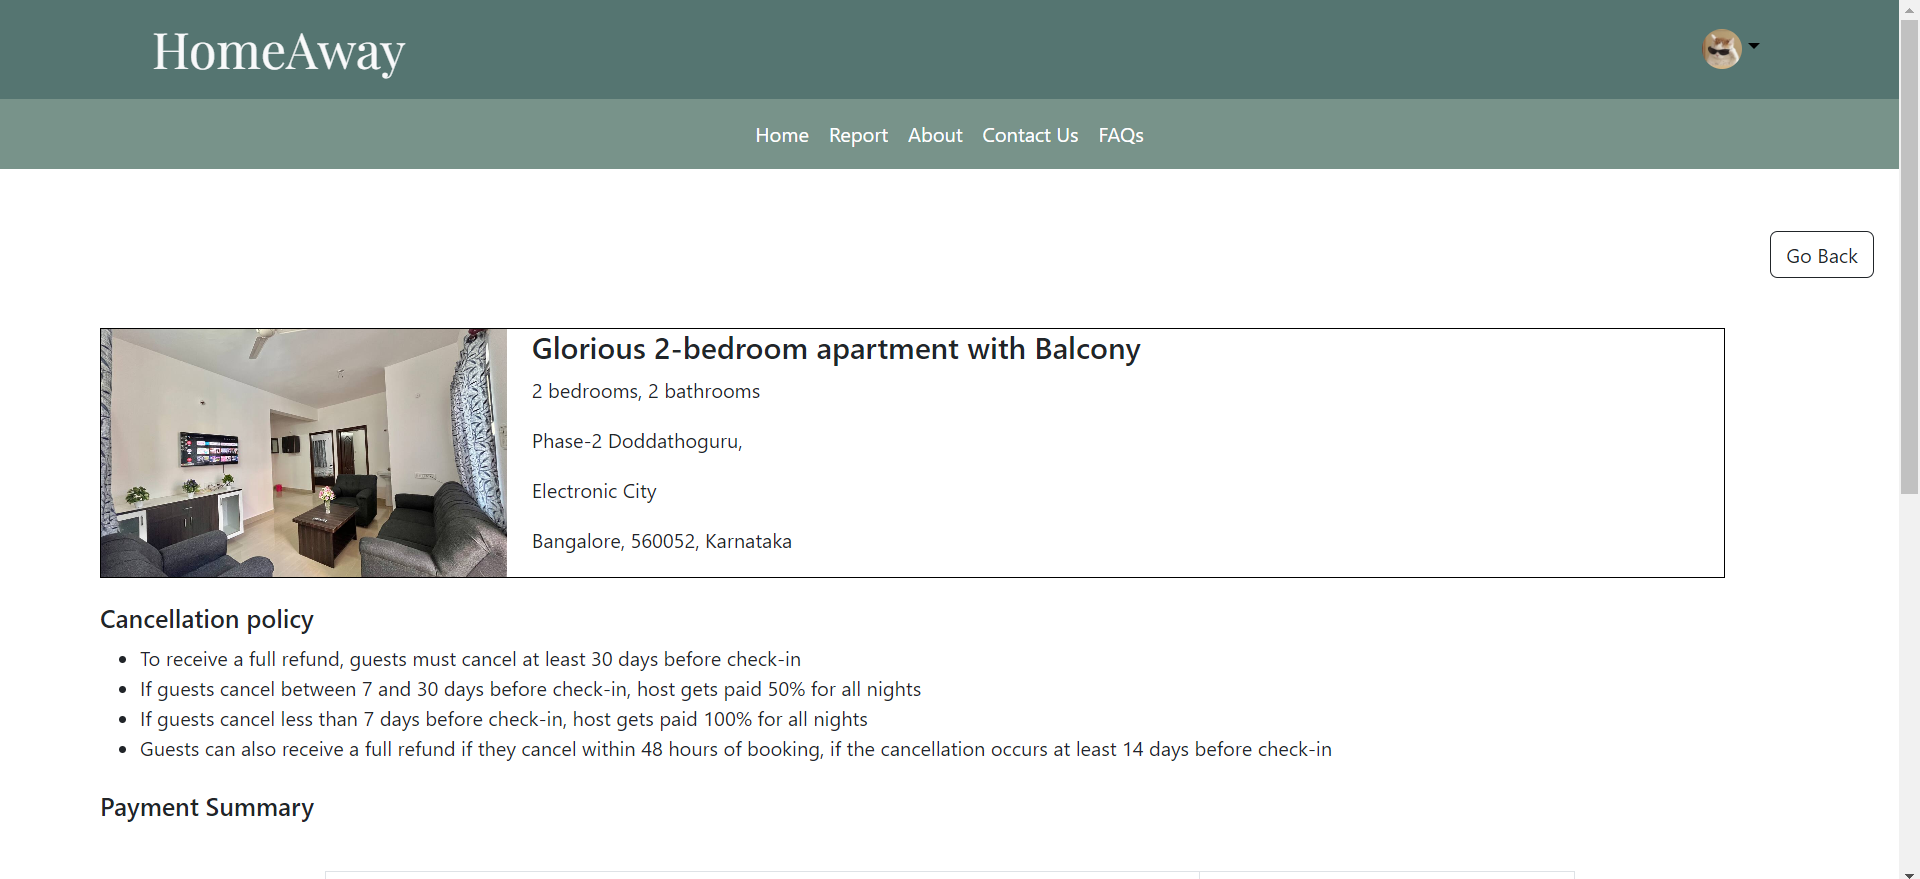 HomeAway
Home Report About Contact Us FAQs
Go Back
Glorious 2-bedroom apartment with Balcony
2 bedrooms, 2 bathrooms
Phase-2 Doddathoguru,
Electronic City
Bangalore, 560052, Karnataka
Cancellation policy
To receive a full refund, guests must cancel at least 30 days before check-in
If guests cancel between 7 and 30 days before check-in, host gets paid 50% for all nights
If guests cancel less than 7 days before check-in, host gets paid 100% for all nights
Guests can also receive a full refund if they cancel within 48 hours of booking, if the cancellation occurs at least 14 days before check-in
Payment Summary